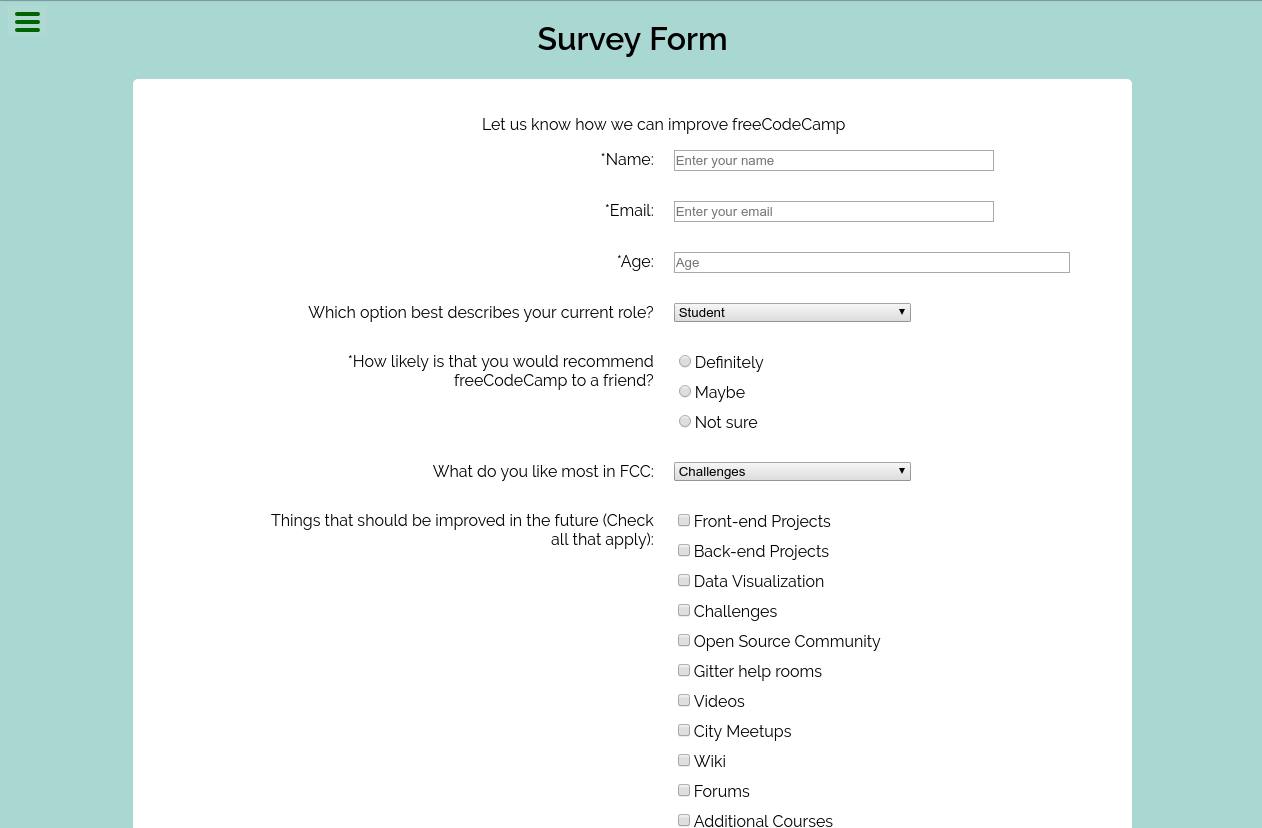 Survey Form
Let us know how we can improve freeCodeCamp
*Name: Enter your name
*Email: Enter your email
*Age: Age
Which option best describes your current role? Student
*How likely is that you would recommend
freeCodeCamp to a friend?
Definitely
Maybe
Not sure
What do you like most in FCC: Challenges
Things that should be improved in the future (Check
all that apply):
Front-end Projects
Back-end Projects
Data Visualization
Challenges
Open Source Community
Gitter help rooms
Videos
City Meetups
Wiki
Forums
Additional Courses